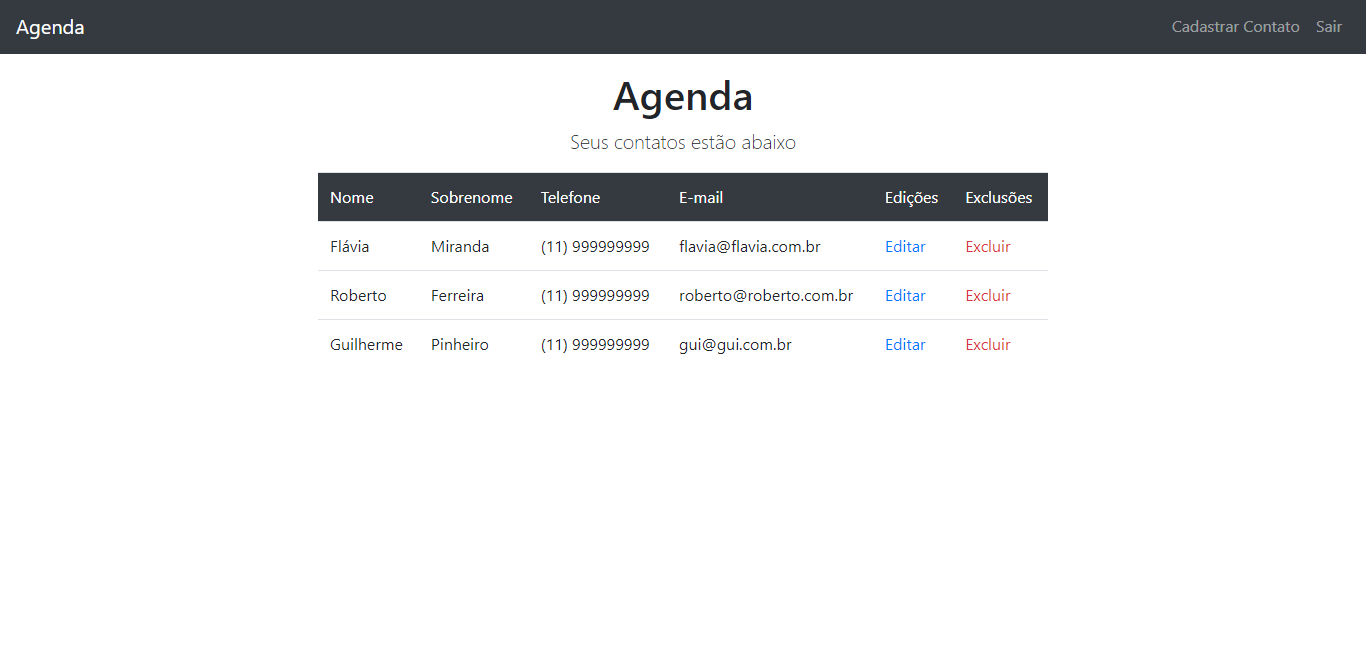 Agenda Cadastrar Contato Sair
Agenda
Seus contatos estão abaixo
Nome Sobrenome Telefone E-mail Edições Exclusões
Flávia Miranda (11) 999999999 flavia@flavia.com.br Editar Excluir
Roberto Ferreira (11) 999999999 roberto@roberto.com.br Editar Excluir
Guilherme Pinheiro (11) 999999999 gui@gui.com.br Editar Excluir